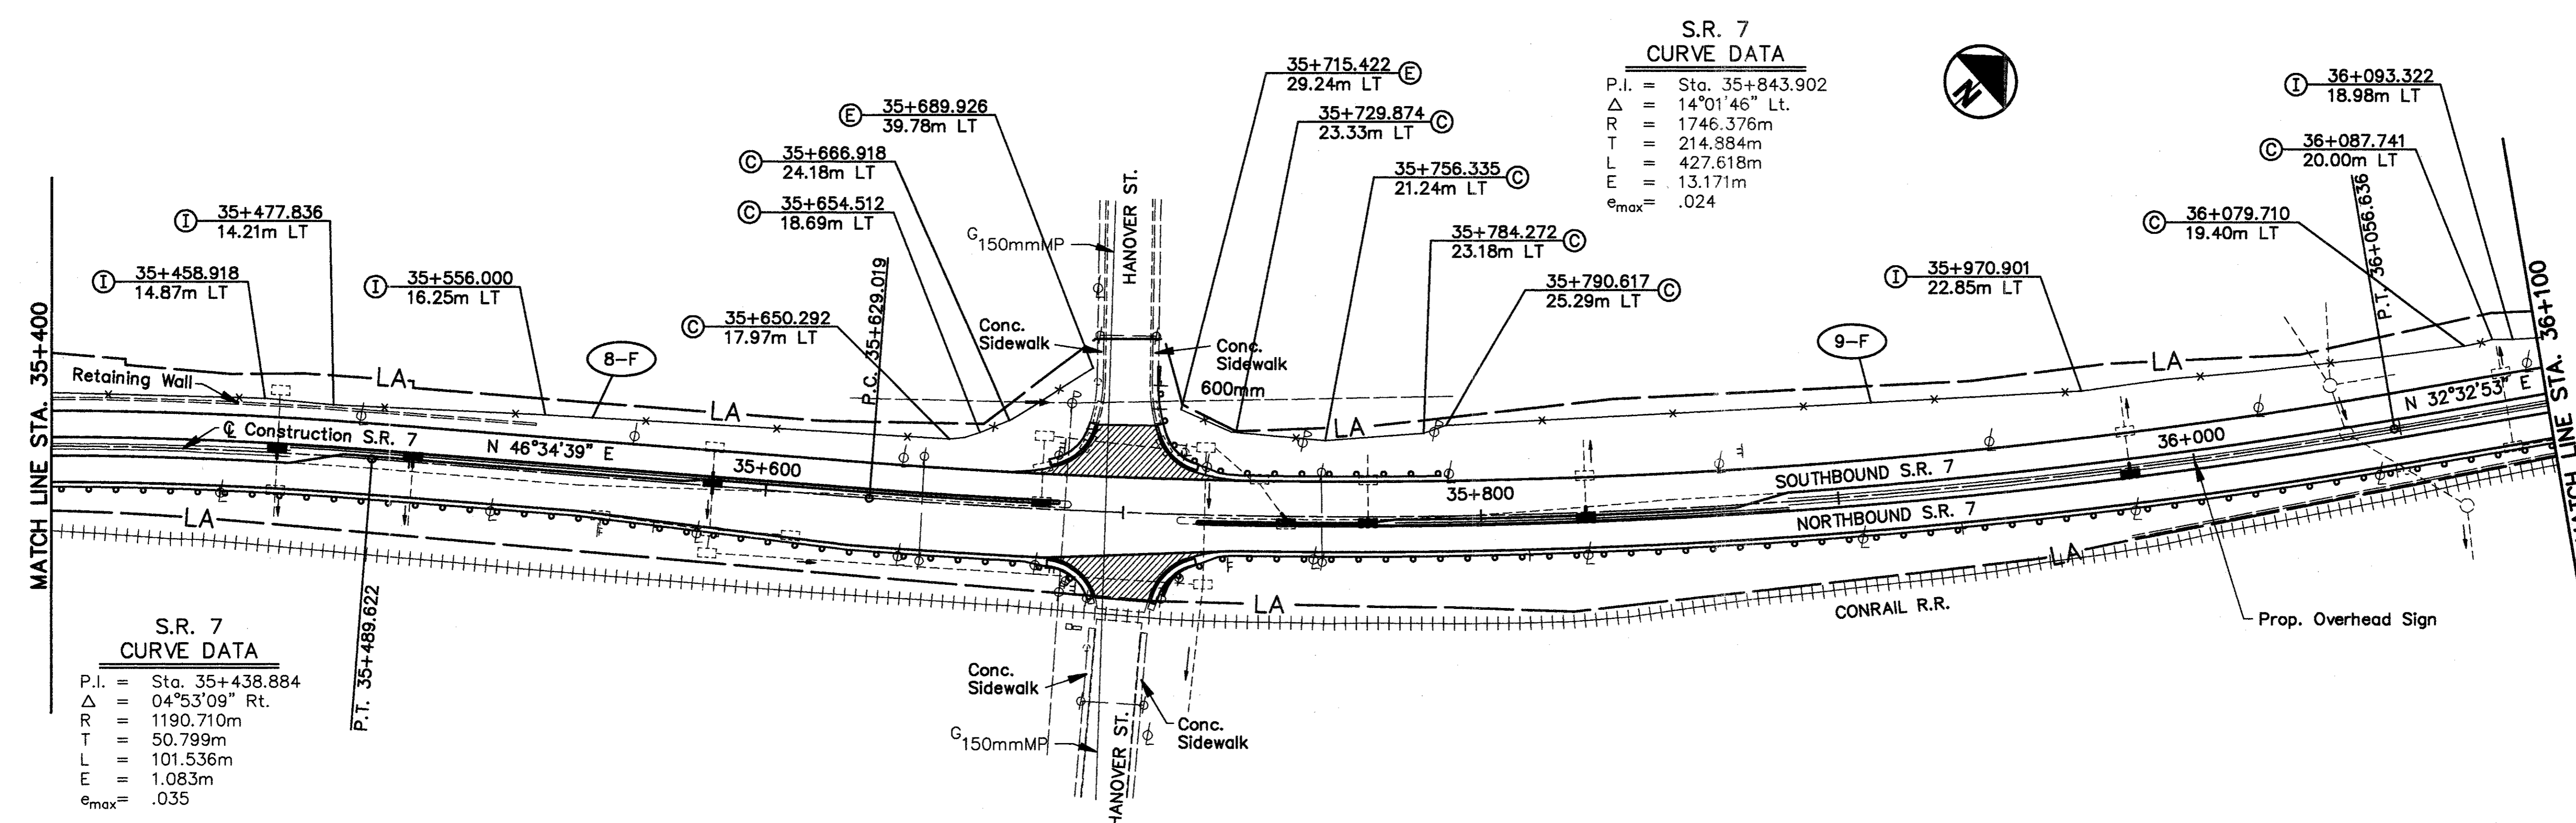 S.R. 7
CURVE DATA
P.I. = Sta. 35+843.902
Δ = 14°01'46" Lt.
R = 1746.376m
T = 214.884m
L = 427.618m
E = 13.171m
emax= .024
N
35+715.422 E
29.24m LT
35+729.874 C
23.33m LT
35+756.335 C
21.24m LT
35+784.272 C
23.18m LT
35+790.617 C
25.29m LT
I 36+093.322
18.98m LT
C 36+087.741
20.00m LT
C 36+079.710
19.40m LT
I 35+970.901
22.85m LT
P.T. 36+056.636
E 35+689.926
39.78m LT
C 35+666.918
24.18m LT
C 35+654.512
18.69m LT
C 35+650.292
17.97m LT
I 35+477.836
14.21m LT
I 35+458.918
14.87m LT
I 35+556.000
16.25m LT
P.C. 35+629.019
HANOVER ST.
G 150mmMP
Conc.
Sidewalk
Conc.
Sidewalk
600mm
MATCH LINE STA. 35+400
MATCH LINE STA. 36+100
Retaining Wall
LA
8-F
LA
LA
9-F
LA
℄ Construction S.R. 7
N 46°34'39" E
35+600
35+800
SOUTHBOUND S.R. 7
36+000
N 32°32'53" E
NORTHBOUND S.R. 7
LA
LA
LA
CONRAIL R.R.
Prop. Overhead Sign
P.T. 35+489.622
Conc.
Sidewalk
Conc.
Sidewalk
G 150mmMP
HANOVER ST.
S.R. 7
CURVE DATA
P.I. = Sta. 35+438.884
Δ = 04°53'09" Rt.
R = 1190.710m
T = 50.799m
L = 101.536m
E = 1.083m
emax= .035